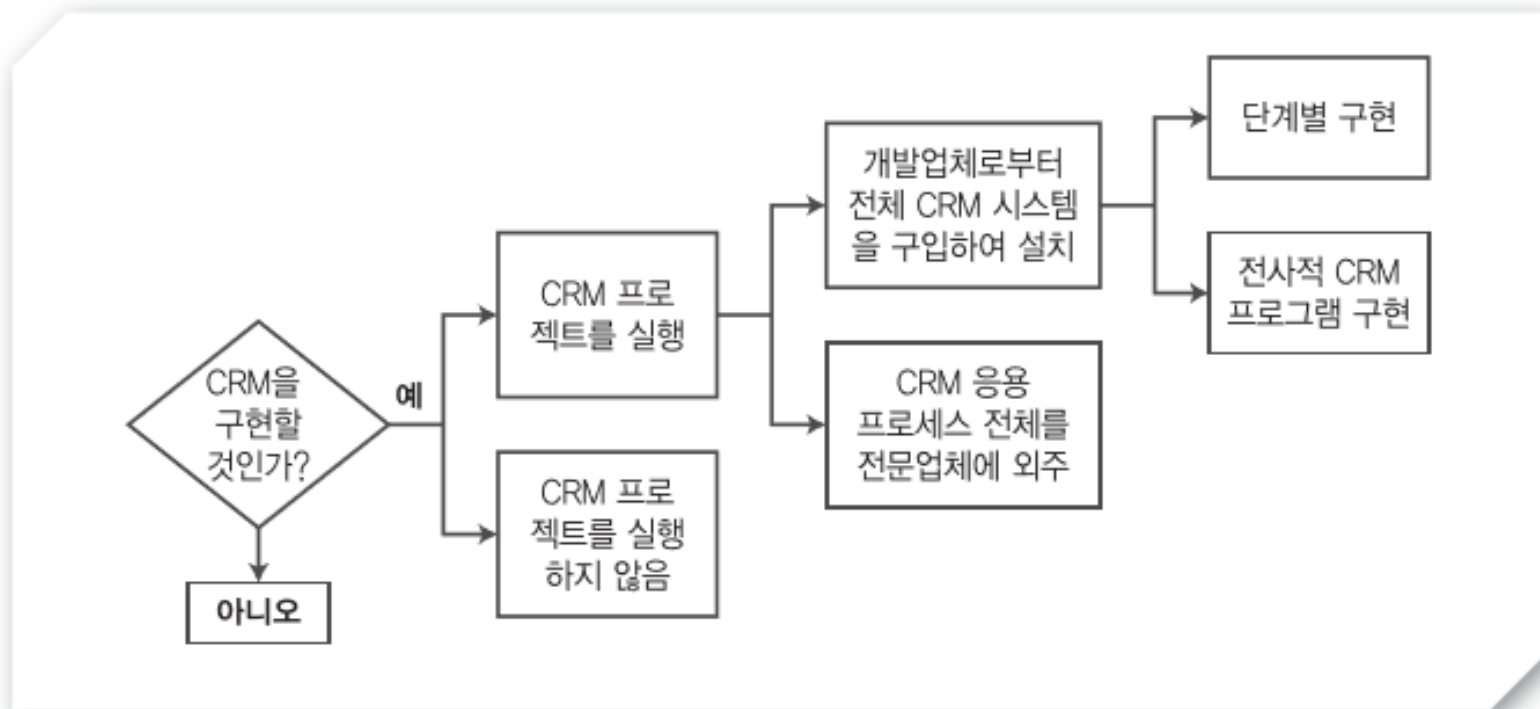 CRM을
구현할
것인가?
예
아니오
CRM 프로
젝트를 실행
CRM 프로
젝트를 실행
하지 않음
개발업체로부터
전체 CRM 시스템
을 구입하여 설치
CRM 응용
프로세스 전체를
전문업체에 외주
단계별 구현
전사적 CRM
프로그램 구현